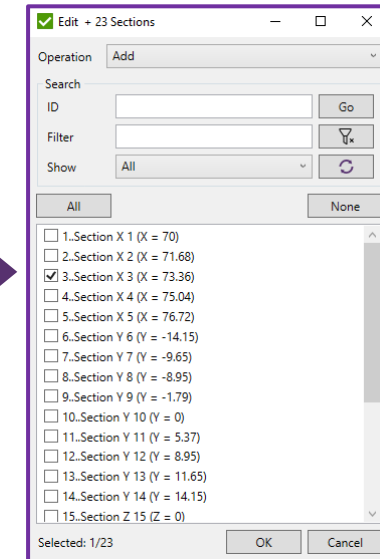 Edit + 23 Sections
Operation Add
Search
ID Go
Filter
Show All
All None
1..Section X 1 (X = 70)
2..Section X 2 (X = 71.68)
3..Section X 3 (X = 73.36)
4..Section X 4 (X = 75.04)
5..Section X 5 (X = 76.72)
6..Section Y 6 (Y = -14.15)
7..Section Y 7 (Y = -9.65)
8..Section Y 8 (Y = -8.95)
9..Section Y 9 (Y = -1.79)
10..Section Y 10 (Y = 0)
11..Section Y 11 (Y = 5.37)
12..Section Y 12 (Y = 8.95)
13..Section Y 13 (Y = 11.65)
14..Section Y 14 (Y = 14.15)
15..Section Z 15 (Z = 0)
Selected: 1/23 OK Cancel